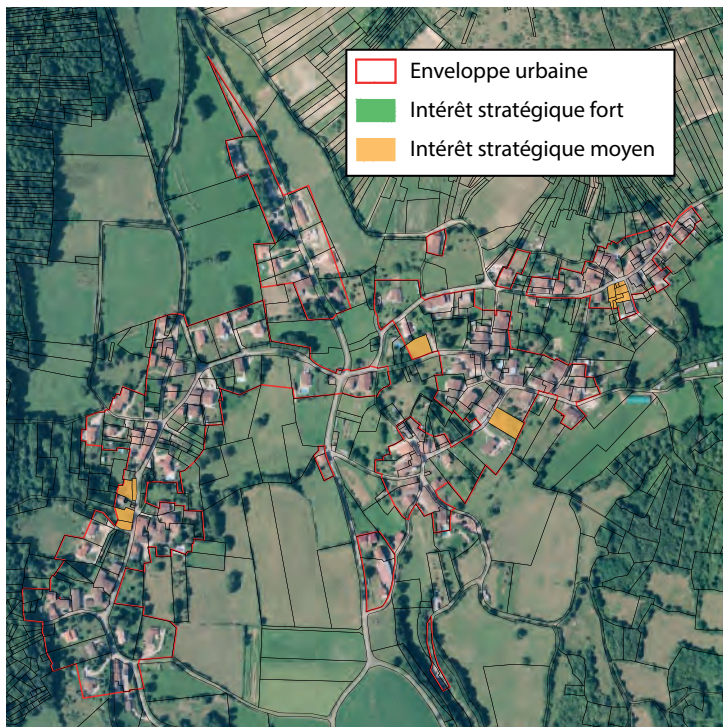 Enveloppe urbaine
Intérêt stratégique fort
Intérêt stratégique moyen